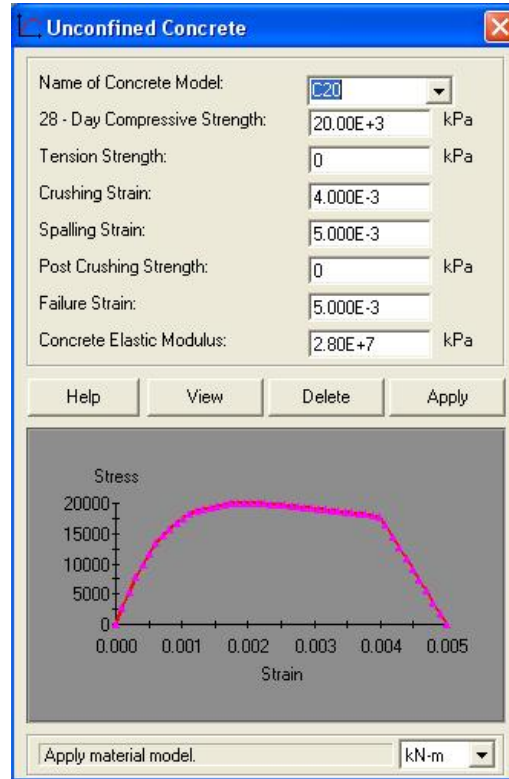 Unconfined Concrete
Name of Concrete Model: C20
28 - Day Compressive Strength: 20.00E+3 kPa
Tension Strength: 0 kPa
Crushing Strain: 4.000E-3
Spalling Strain: 5.000E-3
Post Crushing Strength: 0 kPa
Failure Strain: 5.000E-3
Concrete Elastic Modulus: 2.80E+7 kPa
Help View Delete Apply
Stress
20000
15000
10000
5000
0
0.000 0.001 0.002 0.003 0.004 0.005
Strain
Apply material model. kN-m